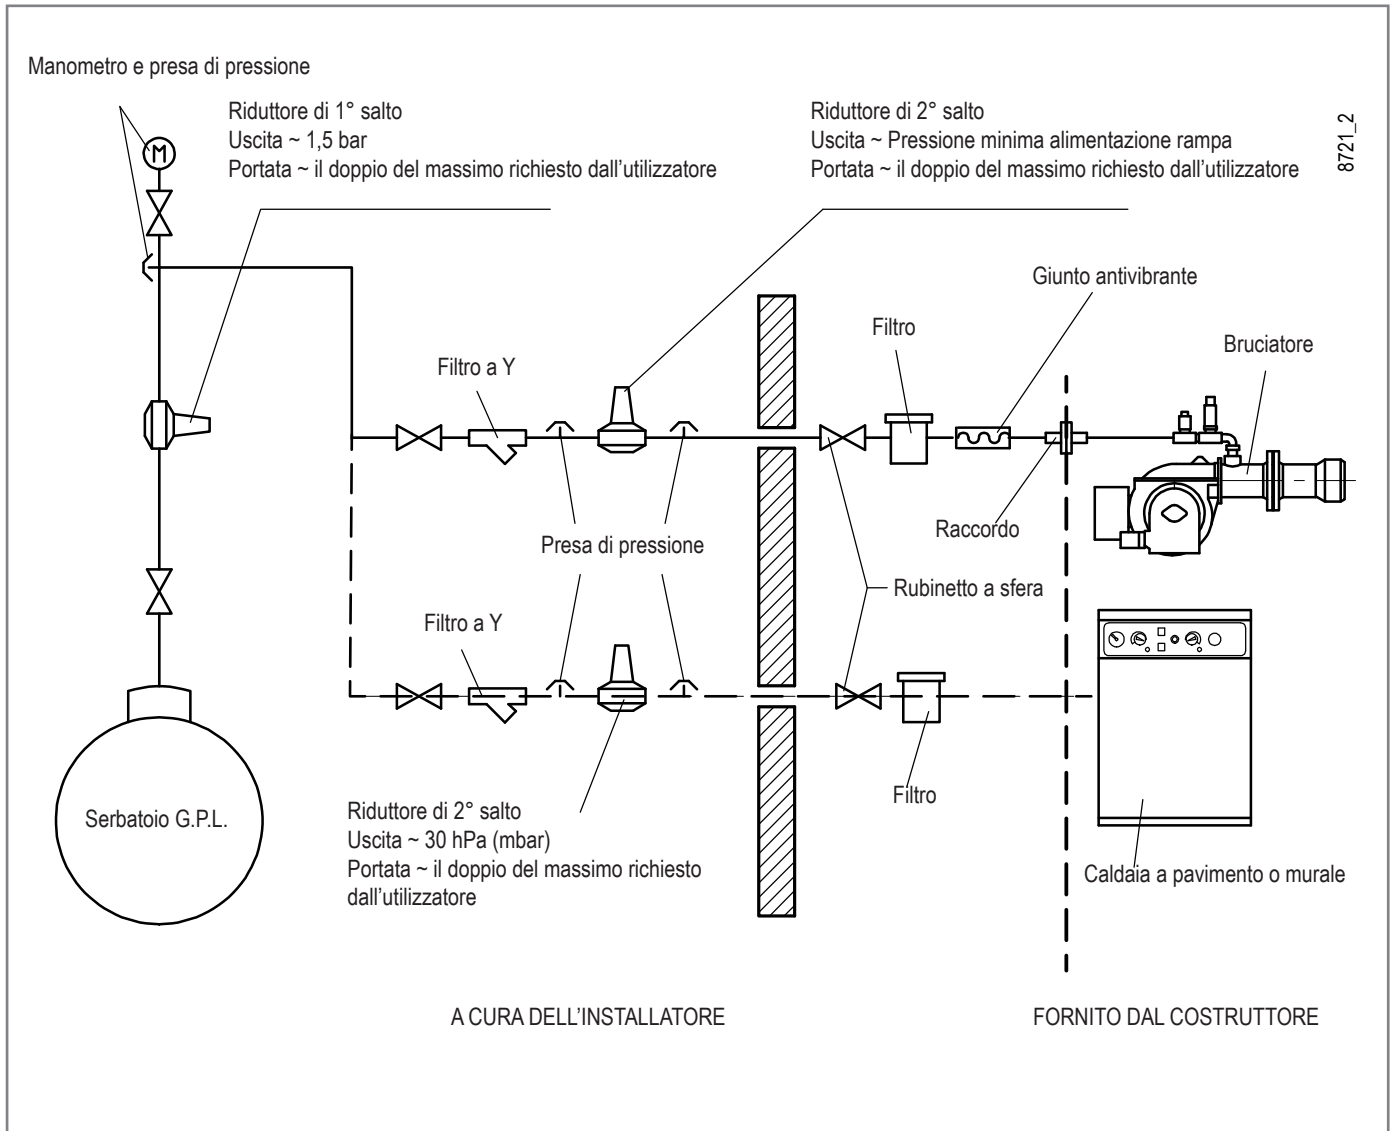 Manometro e presa di pressione
M
Riduttore di 1° salto
Uscita ~ 1,5 bar
Portata ~ il doppio del massimo richiesto dall'utilizzatore
Riduttore di 2° salto
Uscita ~ Pressione minima alimentazione rampa
Portata ~ il doppio del massimo richiesto dall'utilizzatore
8721_2
Giunto antivibrante
Filtro
Bruciatore
Filtro a Y
Raccordo
Presa di pressione
Rubinetto a sfera
Filtro a Y
Filtro
Serbatoio G.P.L.
Riduttore di 2° salto
Uscita ~ 30 hPa (mbar)
Portata ~ il doppio del massimo richiesto
dall'utilizzatore
Caldaia a pavimento o murale
A CURA DELL'INSTALLATORE
FORNITO DAL COSTRUTTORE